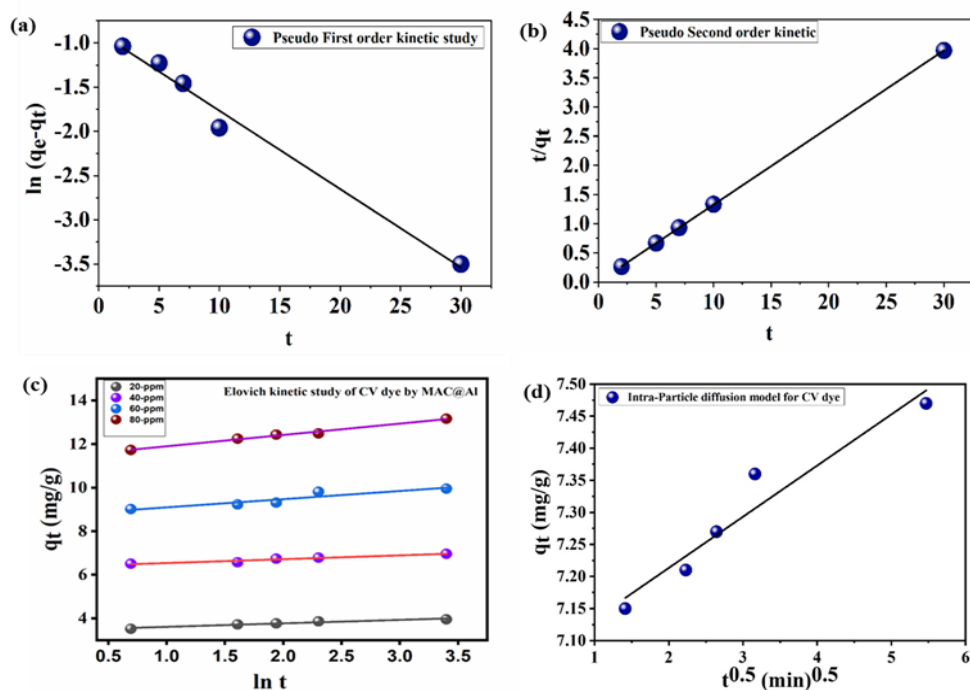 (a)
Pseudo First order kinetic study
-1.0
-1.5
-2.0
-2.5
-3.0
-3.5
ln (qe-qt)
0 5 10 15 20 25 30
t
(b)
Pseudo Second order kinetic
4.5
4.0
3.5
3.0
2.5
2.0
1.5
1.0
0.5
0.0
t/qt
0 5 10 15 20 25 30
t
(c)
20-ppm
40-ppm
60-ppm
80-ppm
Elovich kinetic study of CV dye by MAC@Al
14
12
10
8
6
4
qt (mg/g)
0.5 1.0 1.5 2.0 2.5 3.0 3.5
ln t
(d)
Intra-Particle diffusion model for CV dye
7.50
7.45
7.40
7.35
7.30
7.25
7.20
7.15
7.10
qt (mg/g)
1 2 3 4 5 6
t0.5 (min)0.5